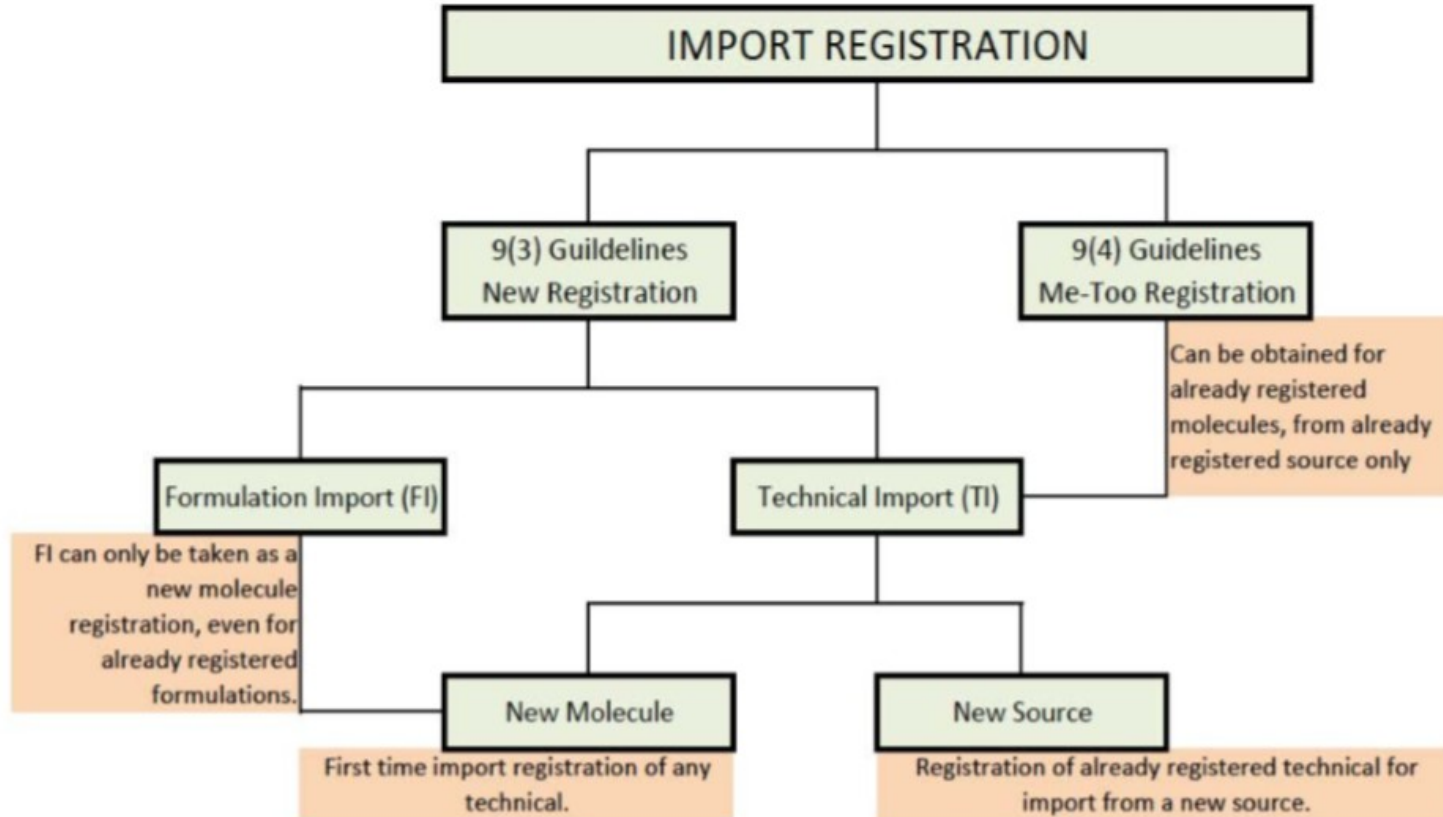 IMPORT REGISTRATION
9(3) Guildelines
New Registration
9(4) Guidelines
Me-Too Registration
Can be obtained for
already registered
molecules, from already
registered source only
Formulation Import (FI)
Technical Import (TI)
FI can only be taken as a
new molecule
registration, even for
already registered
formulations.
New Molecule
New Source
First time import registration of any
technical.
Registration of already registered technical for
import from a new source.